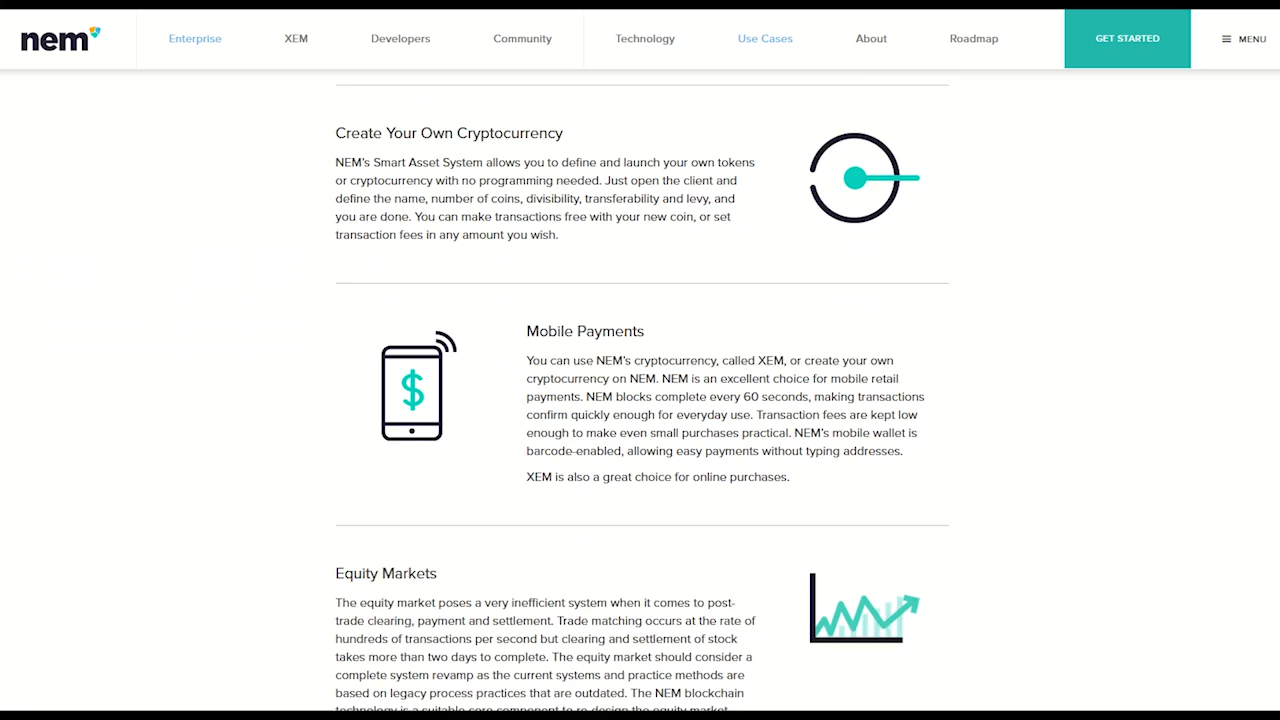 nem
Enterprise
XEM
Developers
Community
Technology
Use Cases
About
Roadmap
GET STARTED
MENU
Create Your Own Cryptocurrency
NEM's Smart Asset System allows you to define and launch your own tokens
or cryptocurrency with no programming needed. Just open the client and
define the name, number of coins, divisibility, transferability and levy, and
you are done. You can make transactions free with your new coin, or set
transaction fees in any amount you wish.
$
Mobile Payments
You can use NEM's cryptocurrency, called XEM, or create your own
cryptocurrency on NEM. NEM is an excellent choice for mobile retail
payments. NEM blocks complete every 60 seconds, making transactions
confirm quickly enough for everyday use. Transaction fees are kept low
enough to make even small purchases practical. NEM's mobile wallet is
barcode-enabled, allowing easy payments without typing addresses.
XEM is also a great choice for online purchases.
Equity Markets
The equity market poses a very inefficient system when it comes to post-
trade clearing, payment and settlement. Trade matching occurs at the rate of
hundreds of transactions per second but clearing and settlement of stock
takes more than two days to complete. The equity market should consider a
complete system revamp as the current systems and practice methods are
based on legacy process practices that are outdated. The NEM blockchain
technology is a suitable core component to re-design the equity market